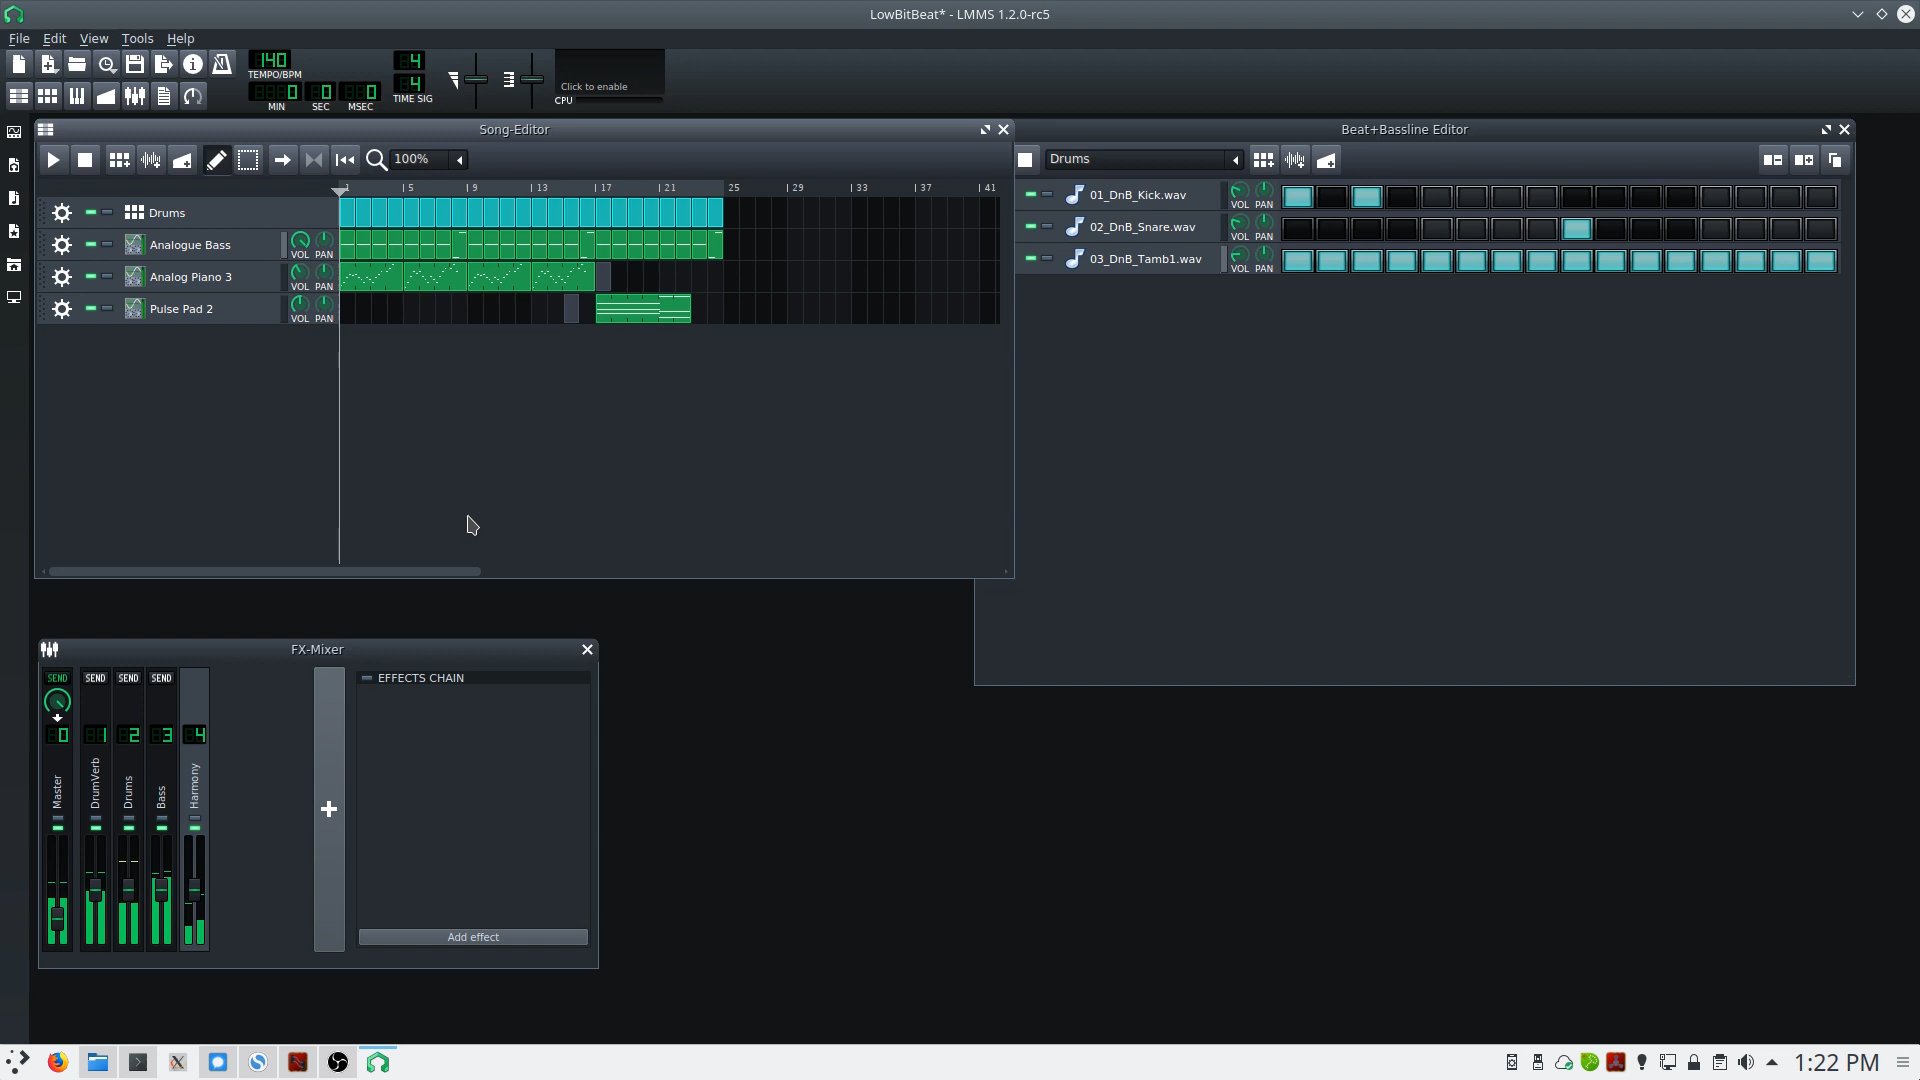 LowBitBeat* - LMMS 1.2.0-rc5
File Edit View Tools Help
140
TEMPO/BPM
0 0 0
MIN SEC MSEC
4
4
TIME SIG
Click to enable
CPU
Song-Editor
100%
1 5 9 13 17 21 25 29 33 37 41
Drums
Analogue Bass VOL PAN
Analog Piano 3 VOL PAN
Pulse Pad 2 VOL PAN
Beat+Bassline Editor
Drums
01_DnB_Kick.wav VOL PAN
02_DnB_Snare.wav VOL PAN
03_DnB_Tamb1.wav VOL PAN
FX-Mixer
SEND SEND SEND SEND
0 1 2 3 4
Master DrumVerb Drums Bass Harmony
EFFECTS CHAIN
Add effect
1:22 PM